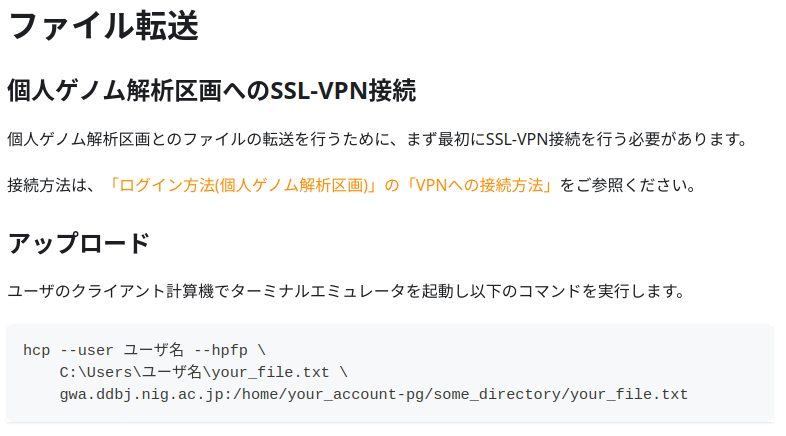 ファイル転送
個人ゲノム解析区画へのSSL-VPN接続
個人ゲノム解析区画とのファイルの転送を行うために、まず最初にSSL-VPN接続を行う必要があります。
接続方法は、「ログイン方法(個人ゲノム解析区画)」の「VPNへの接続方法」をご参照ください。
アップロード
ユーザのクライアント計算機でターミナルエミュレータを起動し以下のコマンドを実行します。
hcp --user ユーザ名 --hpfp \
    C:\Users\ユーザ名\your_file.txt \
    gwa.ddbj.nig.ac.jp:/home/your_account-pg/some_directory/your_file.txt